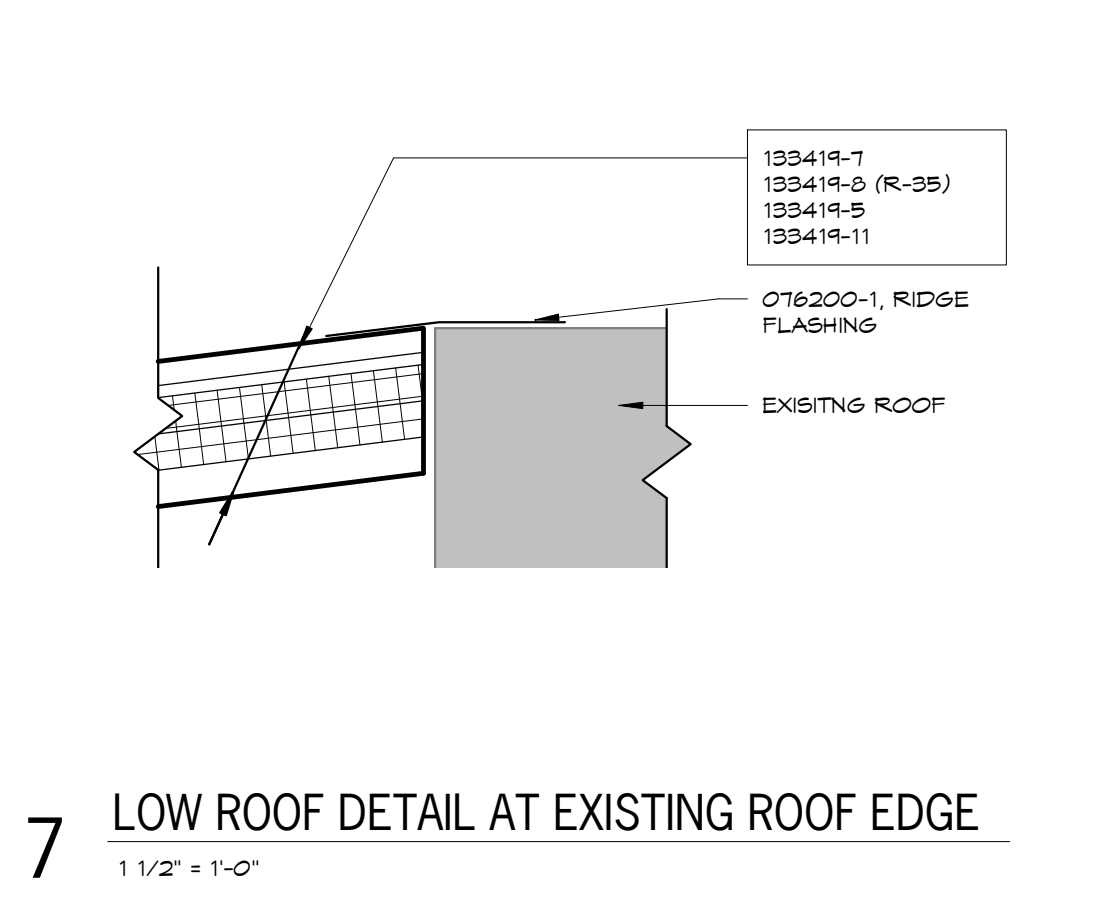 133419-7
133419-8 (R-35)
133419-5
133419-11
076200-1, RIDGE
FLASHING
EXISITNG ROOF
7
LOW ROOF DETAIL AT EXISTING ROOF EDGE
1 1/2" = 1'-0"